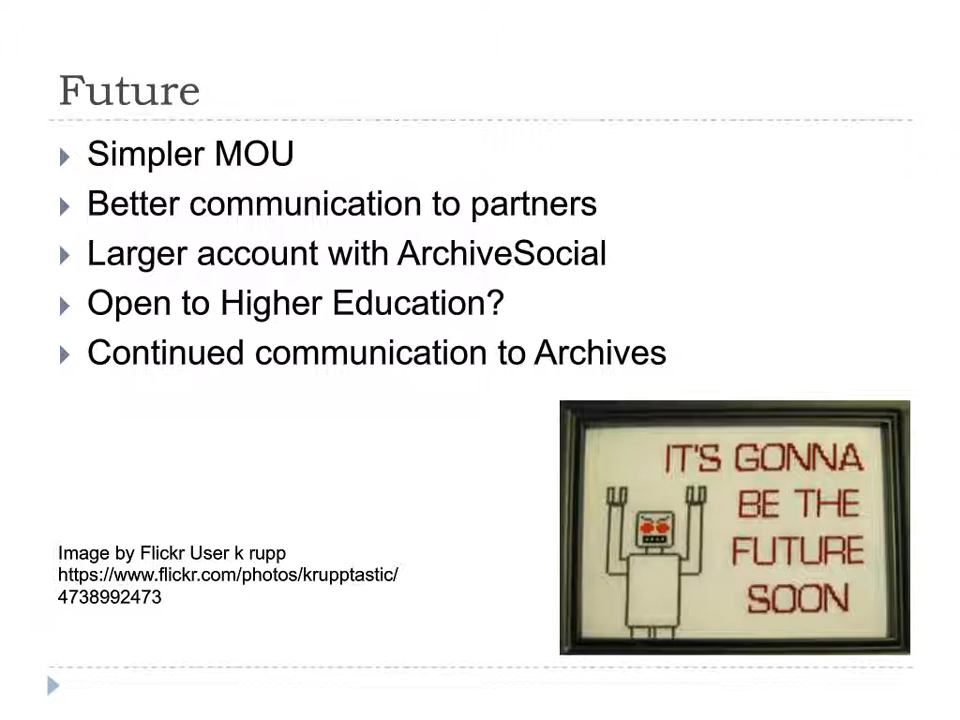 Future
Simpler MOU
Better communication to partners
Larger account with ArchiveSocial
Open to Higher Education?
Continued communication to Archives
IT'S GONNA
BE THE
FUTURE
SOON
Image by Flickr User k rupp
https://www.flickr.com/photos/krupptastic/
4738992473